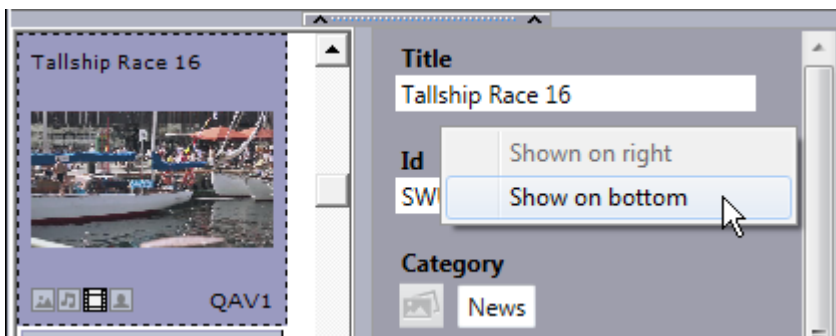 Tallship Race 16
QAV1
Title
Tallship Race 16
Id
SW
Shown on right
Show on bottom
Category
News